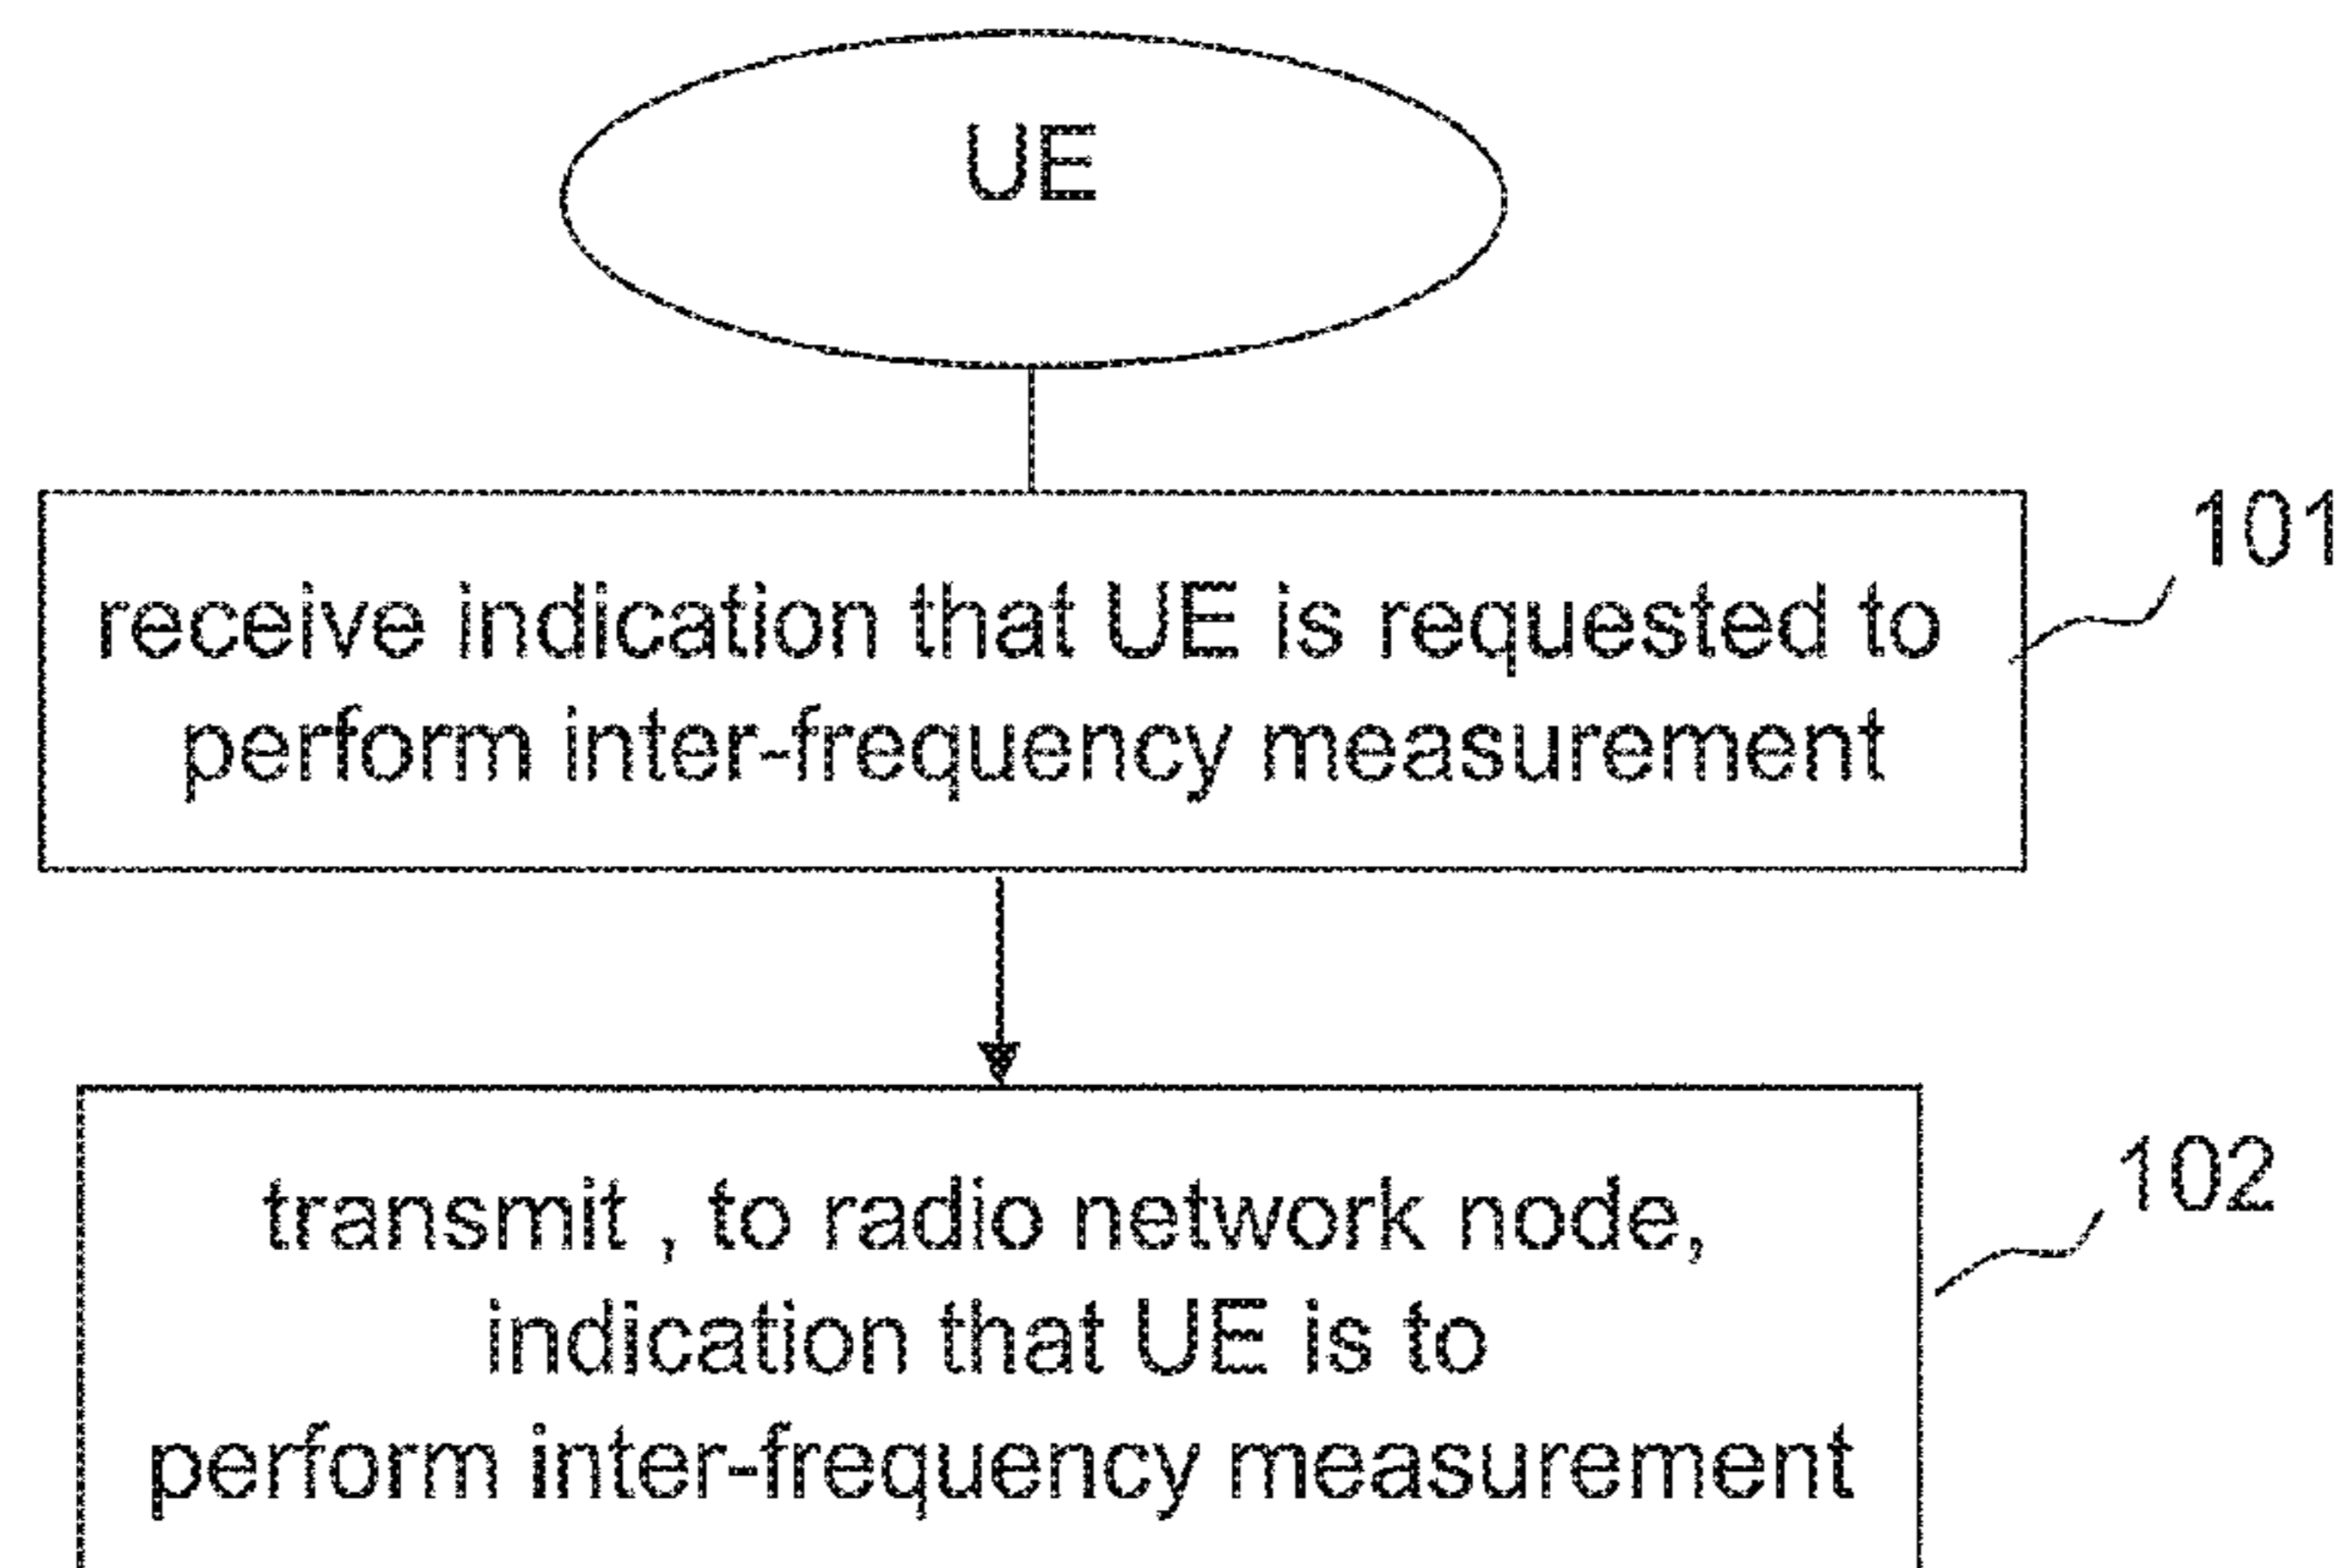 UE
receive indication that UE is requested to
perform inter-frequency measurement
101
transmit , to radio network node,
indication that UE is to
perform inter-frequency measurement
102